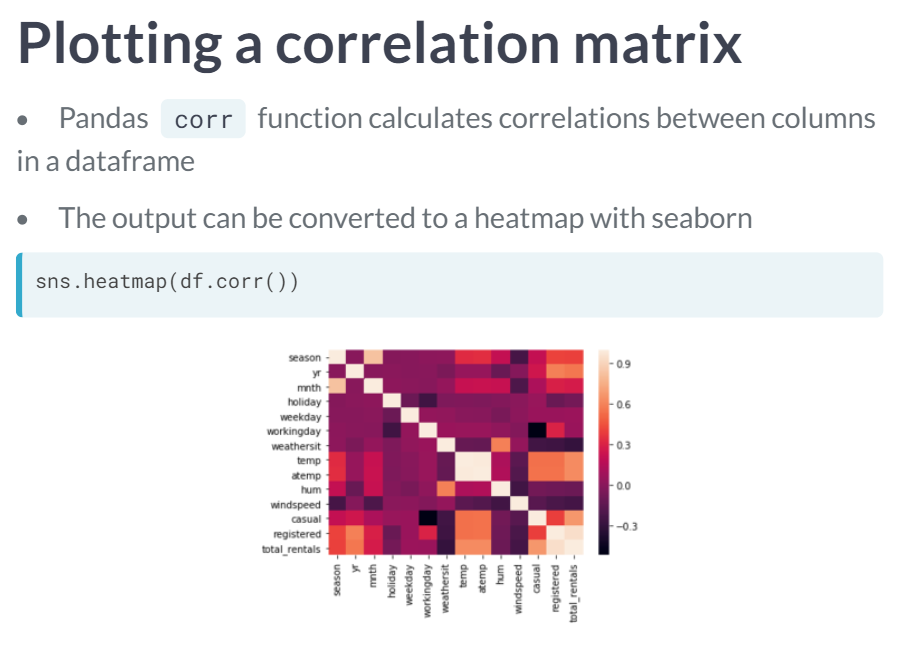 Plotting a correlation matrix
• Pandas corr function calculates correlations between columns
in a dataframe
• The output can be converted to a heatmap with seaborn
sns.heatmap(df.corr())
season
yr
mnth
holiday
weekday
workingday
weathersit
temp
atemp
hum
windspeed
casual
registered
total_rentals
0.9
0.6
0.3
0.0
−0.3
season
yr
mnth
holiday
weekday
workingday
weathersit
temp
atemp
hum
windspeed
casual
registered
total_rentals